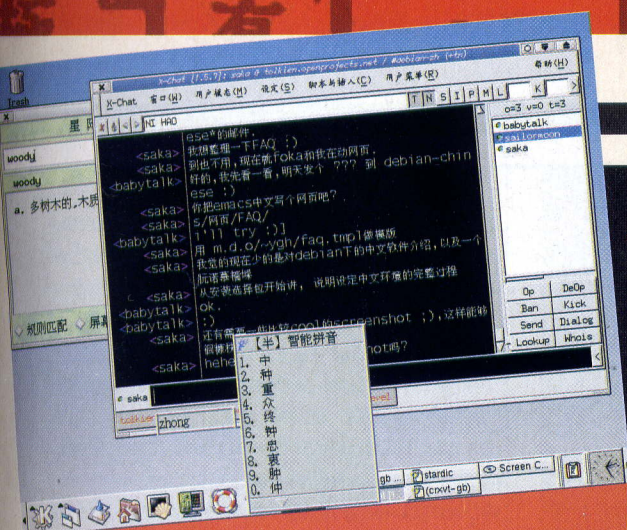 Trash
X-Chat [1.5.7]: saka @ tolkien.openprojects.net / #debian-zh (+tn)
X-Chat 窗口(W) 用户模式(M) 设定(S) 脚本与插入(C) 用户菜单(R) 帮助(H)
T N S I P M L K
NI HAO
o=3 v=0 t=3
babytalk
sailormoon
saka
星
woody
woody
a. 多树木的,木质
规则匹配 屏幕
ese*的邮件.
<saka> 我想整理一下FAQ :)
<saka> 到也不用,现在就foka和我在动网页.
<babytalk> 好的,我先看一看,明天发个 ??? 到 debian-chin
ese :)
<saka> 你把emacs中文写个网页吧?
<saka> S/网页/FAQ/
<babytalk> I'll try :)]
<saka> 用 m.d.o/~ygh/faq.tmpl做模版
<saka> 我觉的现在少的是对debian下的中文软件介绍, 以及一个
<saka> 从安装选择包开始讲, 说明设定中文环境的完整过程
<babytalk> ok.
<babytalk> :)
<saka> 还有需要一些比较cool的screenshot ;),这样能够
<saka> hehe
hot吗?
Op DeOp
Ban Kick
Send Dialog
Lookup Whois
saka
tolkien
zhong
【半】智能拼音
1. 中
2. 种
3. 重
4. 众
5. 终
6. 钟
7. 忠
8. 衷
9. 肿
0. 仲
gb ... stardic Screen C...
(crxvt-gb)